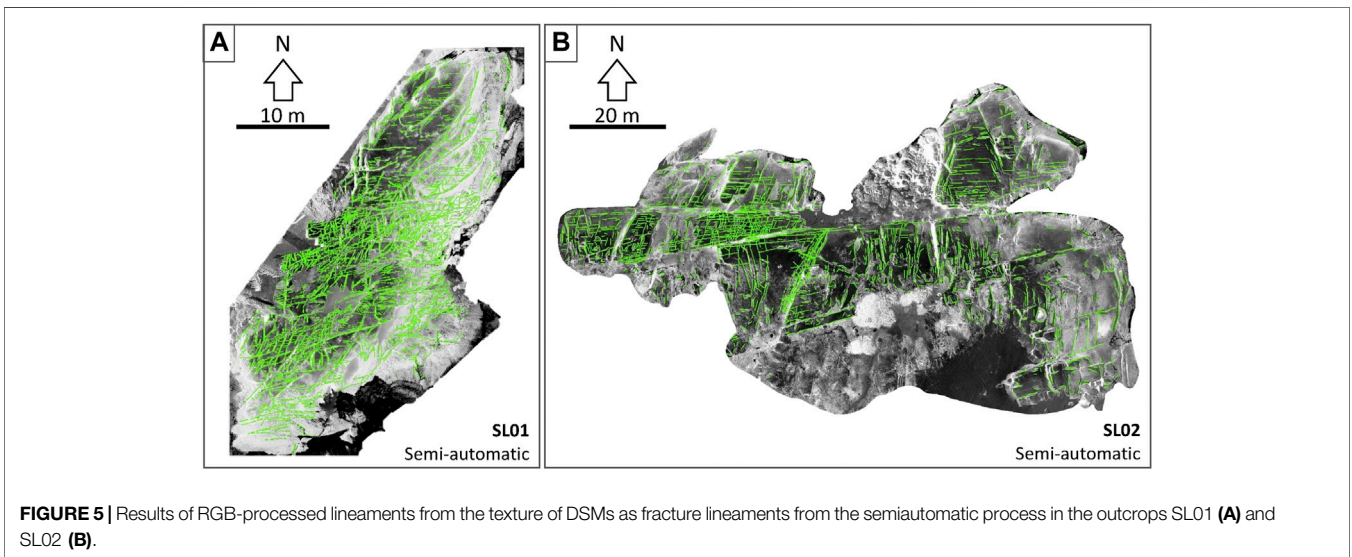 A
N
10 m
SL01
Semi-automatic
B
N
20 m
SL02
Semi-automatic
FIGURE 5 | Results of RGB-processed lineaments from the texture of DSMs as fracture lineaments from the semiautomatic process in the outcrops SL01 (A) and
SL02 (B).